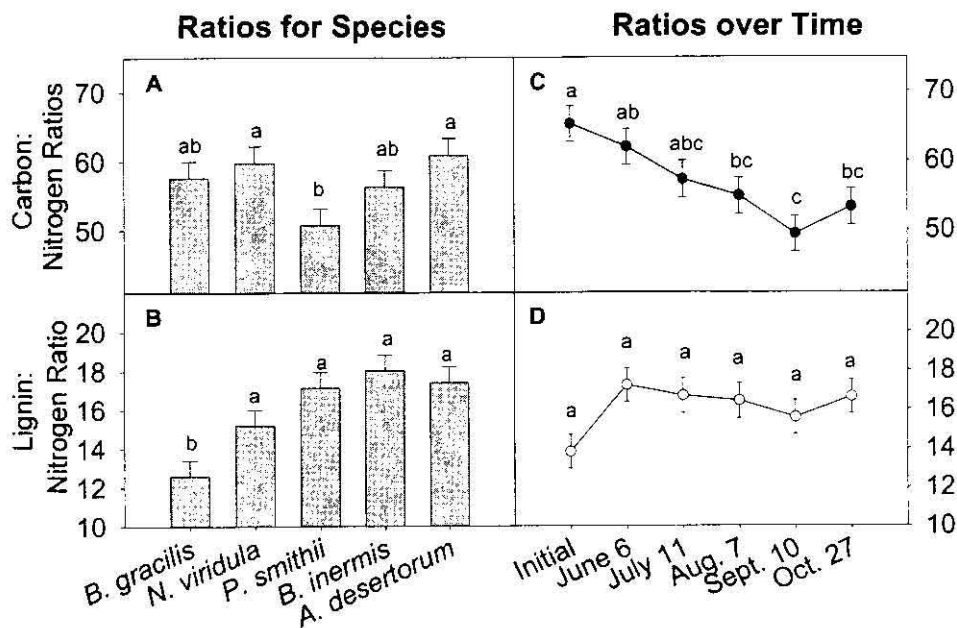 Ratios for Species
Ratios over Time
Carbon:
Nitrogen Ratios
70
60
50
A
ab
a
b
ab
a
C
a
ab
abc
bc
c
bc
70
60
50
Lignin:
Nitrogen Ratio
20
18
16
14
12
10
B
b
a
a
a
a
D
a
a
a
a
a
a
20
18
16
14
12
10
B. gracilis
N. viridula
P. smithii
B. inermis
A. desertorum
Initial
June 6
July 11
Aug. 7
Sept. 10
Oct. 27